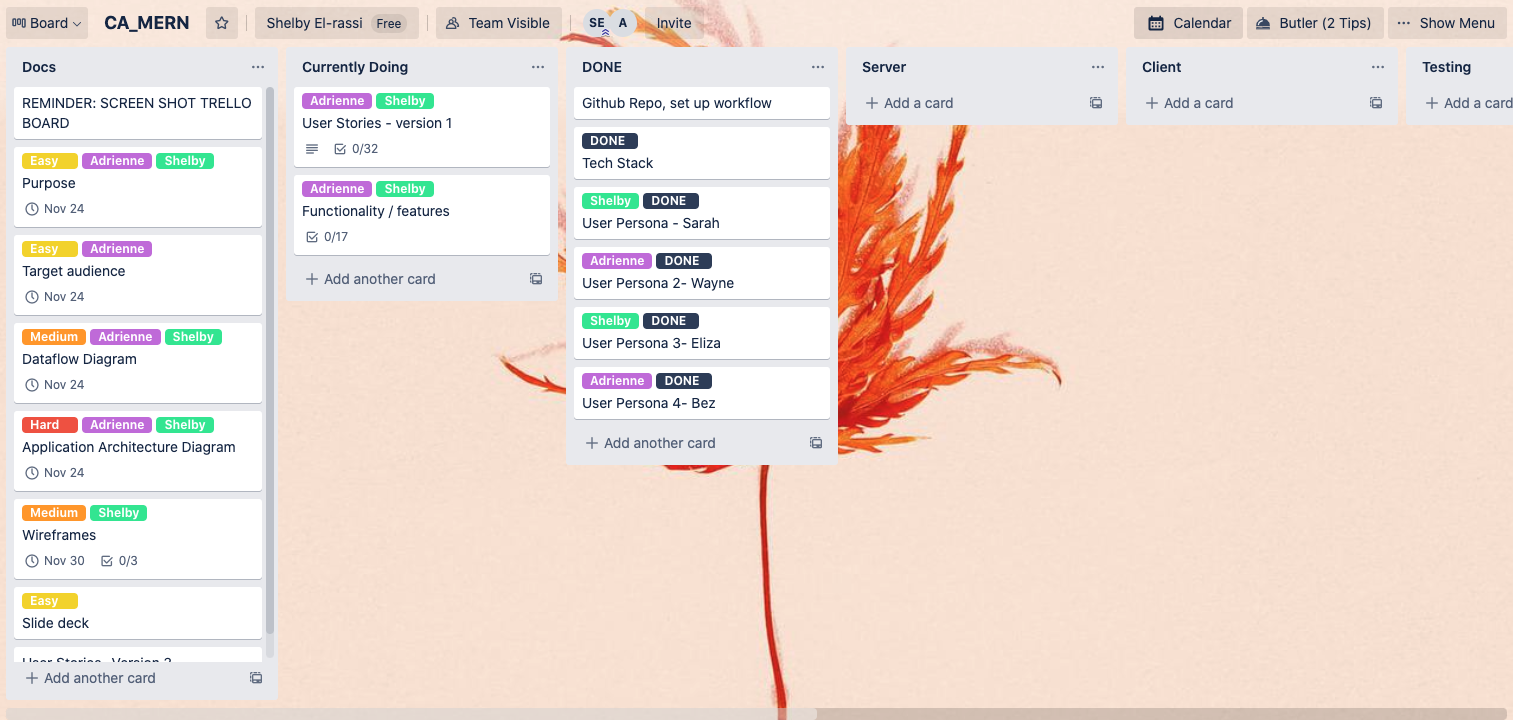 Board
CA_MERN
Shelby El-rassi Free
Team Visible
SE A
Invite
Calendar
Butler (2 Tips)
··· Show Menu
Docs ···
REMINDER: SCREEN SHOT TRELLO
BOARD
Easy Adrienne Shelby
Purpose
Nov 24
Easy Adrienne
Target audience
Nov 24
Medium Adrienne Shelby
Dataflow Diagram
Nov 24
Hard Adrienne Shelby
Application Architecture Diagram
Nov 24
Medium Shelby
Wireframes
Nov 30 0/3
Easy
Slide deck
User Stories- Version 2
+ Add another card
Currently Doing ···
Adrienne Shelby
User Stories - version 1
0/32
Adrienne Shelby
Functionality / features
0/17
+ Add another card
DONE ···
Github Repo, set up workflow
DONE
Tech Stack
Shelby DONE
User Persona - Sarah
Adrienne DONE
User Persona 2- Wayne
Shelby DONE
User Persona 3- Eliza
Adrienne DONE
User Persona 4- Bez
+ Add another card
Server ···
+ Add a card
Client ···
+ Add a card
Testing
+ Add a card